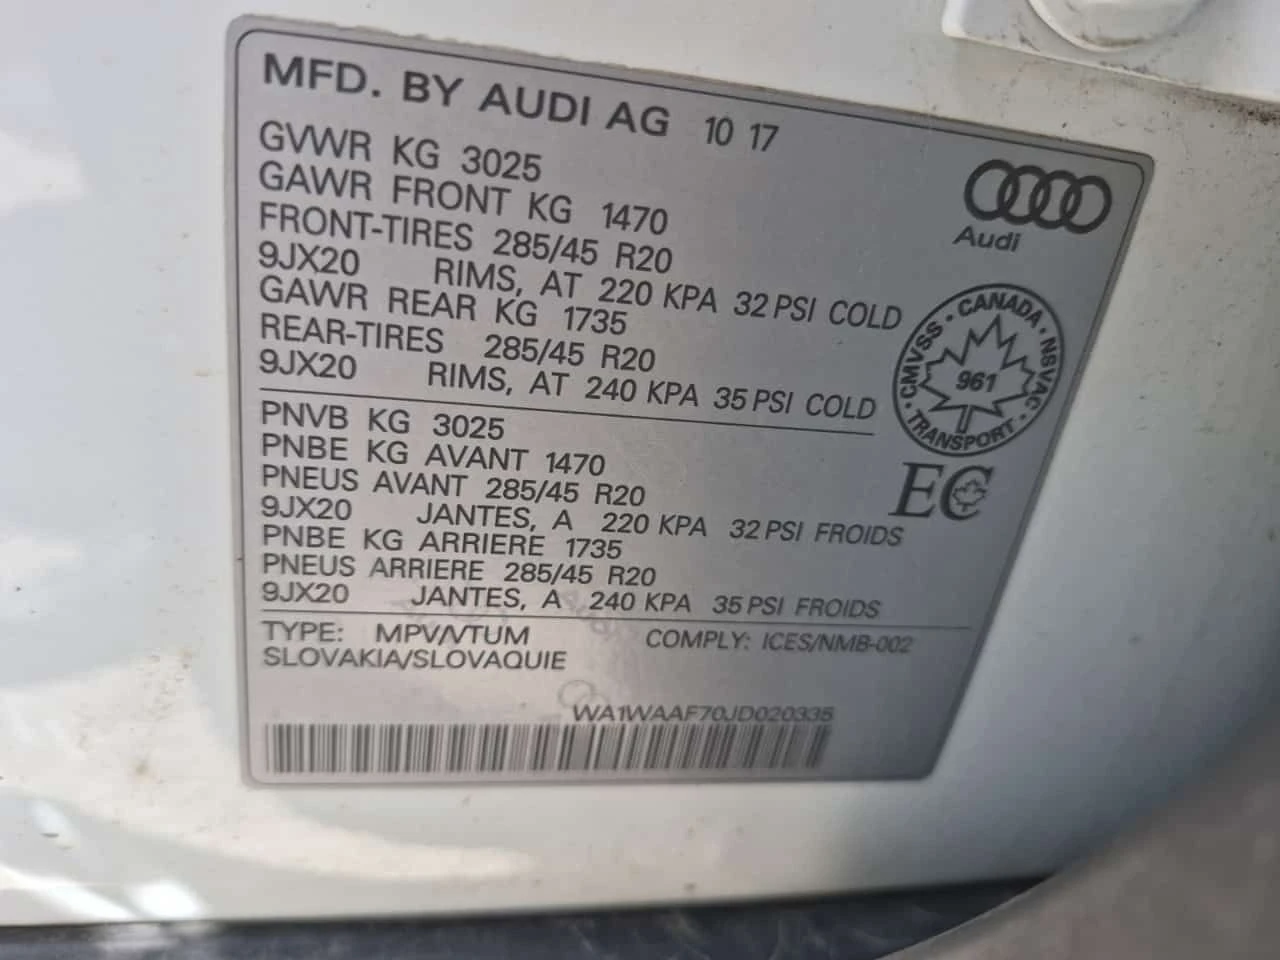 MFD. BY AUDI AG 10 17
GVWR KG 3025
GAWR FRONT KG 1470
FRONT-TIRES 285/45 R20
9JX20 RIMS, AT 220 KPA 32 PSI COLD
GAWR REAR KG 1735
REAR-TIRES 285/45 R20
9JX20 RIMS, AT 240 KPA 35 PSI COLD
Audi
CMVSS · CANADA · NSVAC · TRANSPORT ·
961
EC
PNVB KG 3025
PNBE KG AVANT 1470
PNEUS AVANT 285/45 R20
9JX20 JANTES, A 220 KPA 32 PSI FROIDS
PNBE KG ARRIERE 1735
PNEUS ARRIERE 285/45 R20
9JX20 JANTES, A 240 KPA 35 PSI FROIDS
TYPE: MPV/VTUM COMPLY: ICES/NMB-002
SLOVAKIA/SLOVAQUIE
WA1WAAF70JD020335